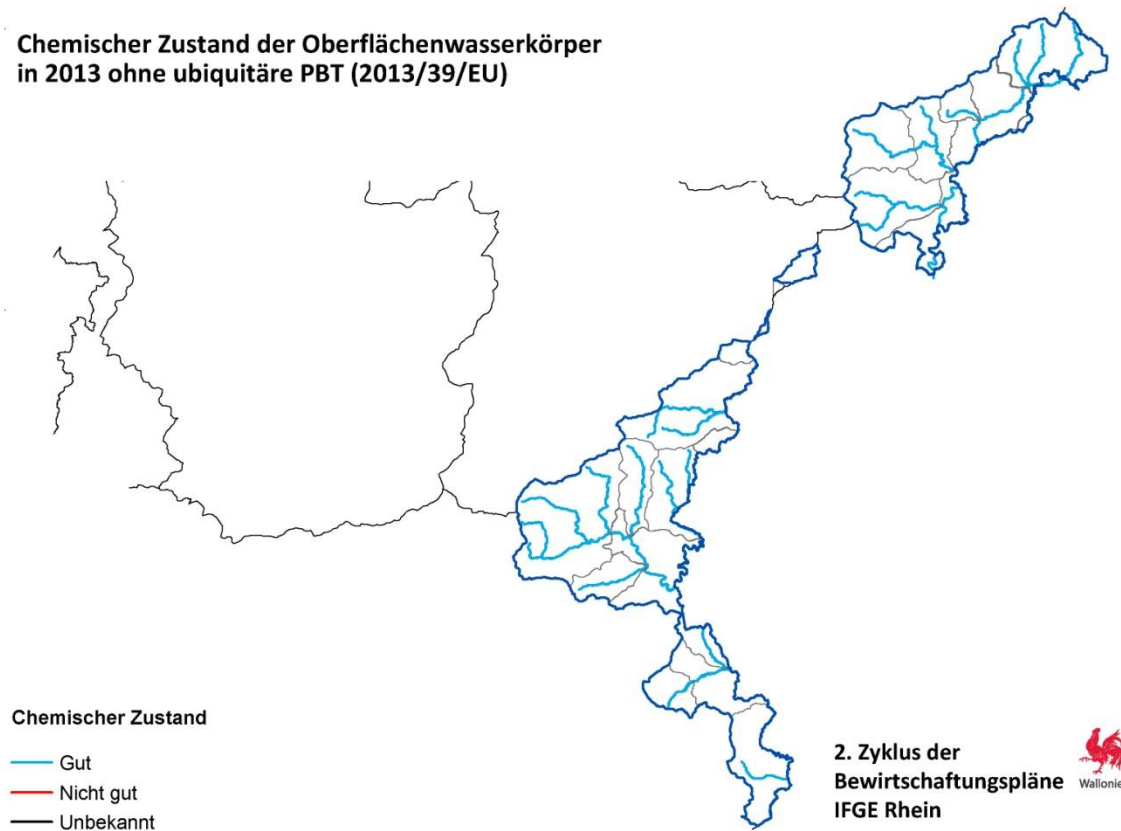 Chemischer Zustand der Oberflächenwasserkörper
in 2013 ohne ubiquitäre PBT (2013/39/EU)
Chemischer Zustand
Gut
Nicht gut
Unbekannt
2. Zyklus der
Bewirtschaftungspläne
IFGE Rhein
Wallonie